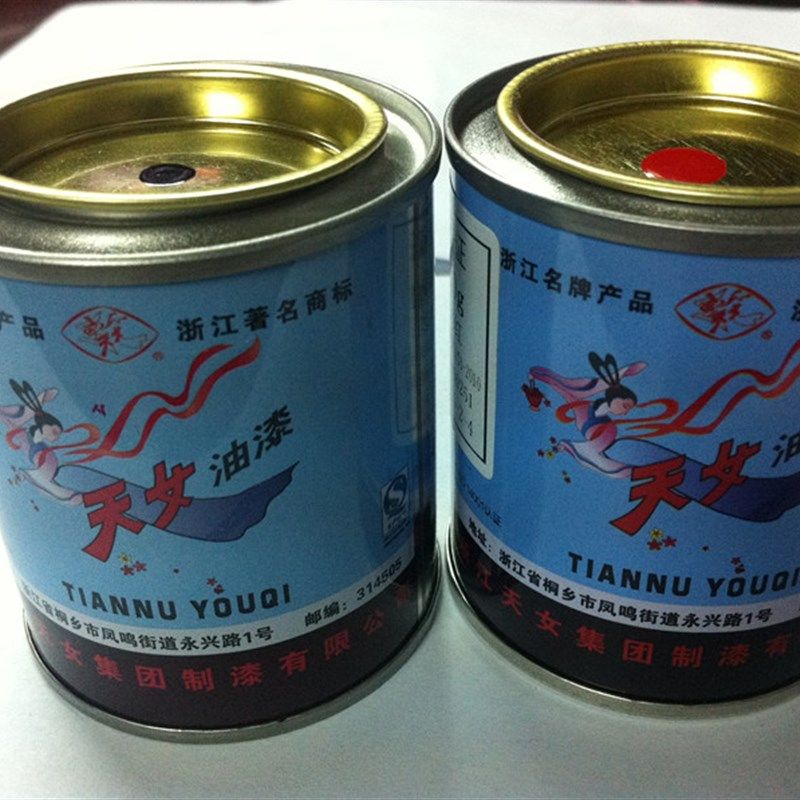 产品
浙江著名商标
天女 油漆
TIANNU YOUQI
浙江省桐乡市凤鸣街道永兴路1号
邮编：314505
天女集团制漆有限公
浙江名牌产品
天女
TIANNU YOUQI
地址：浙江省桐乡市凤鸣街道永兴路1号
江天女集团制漆有